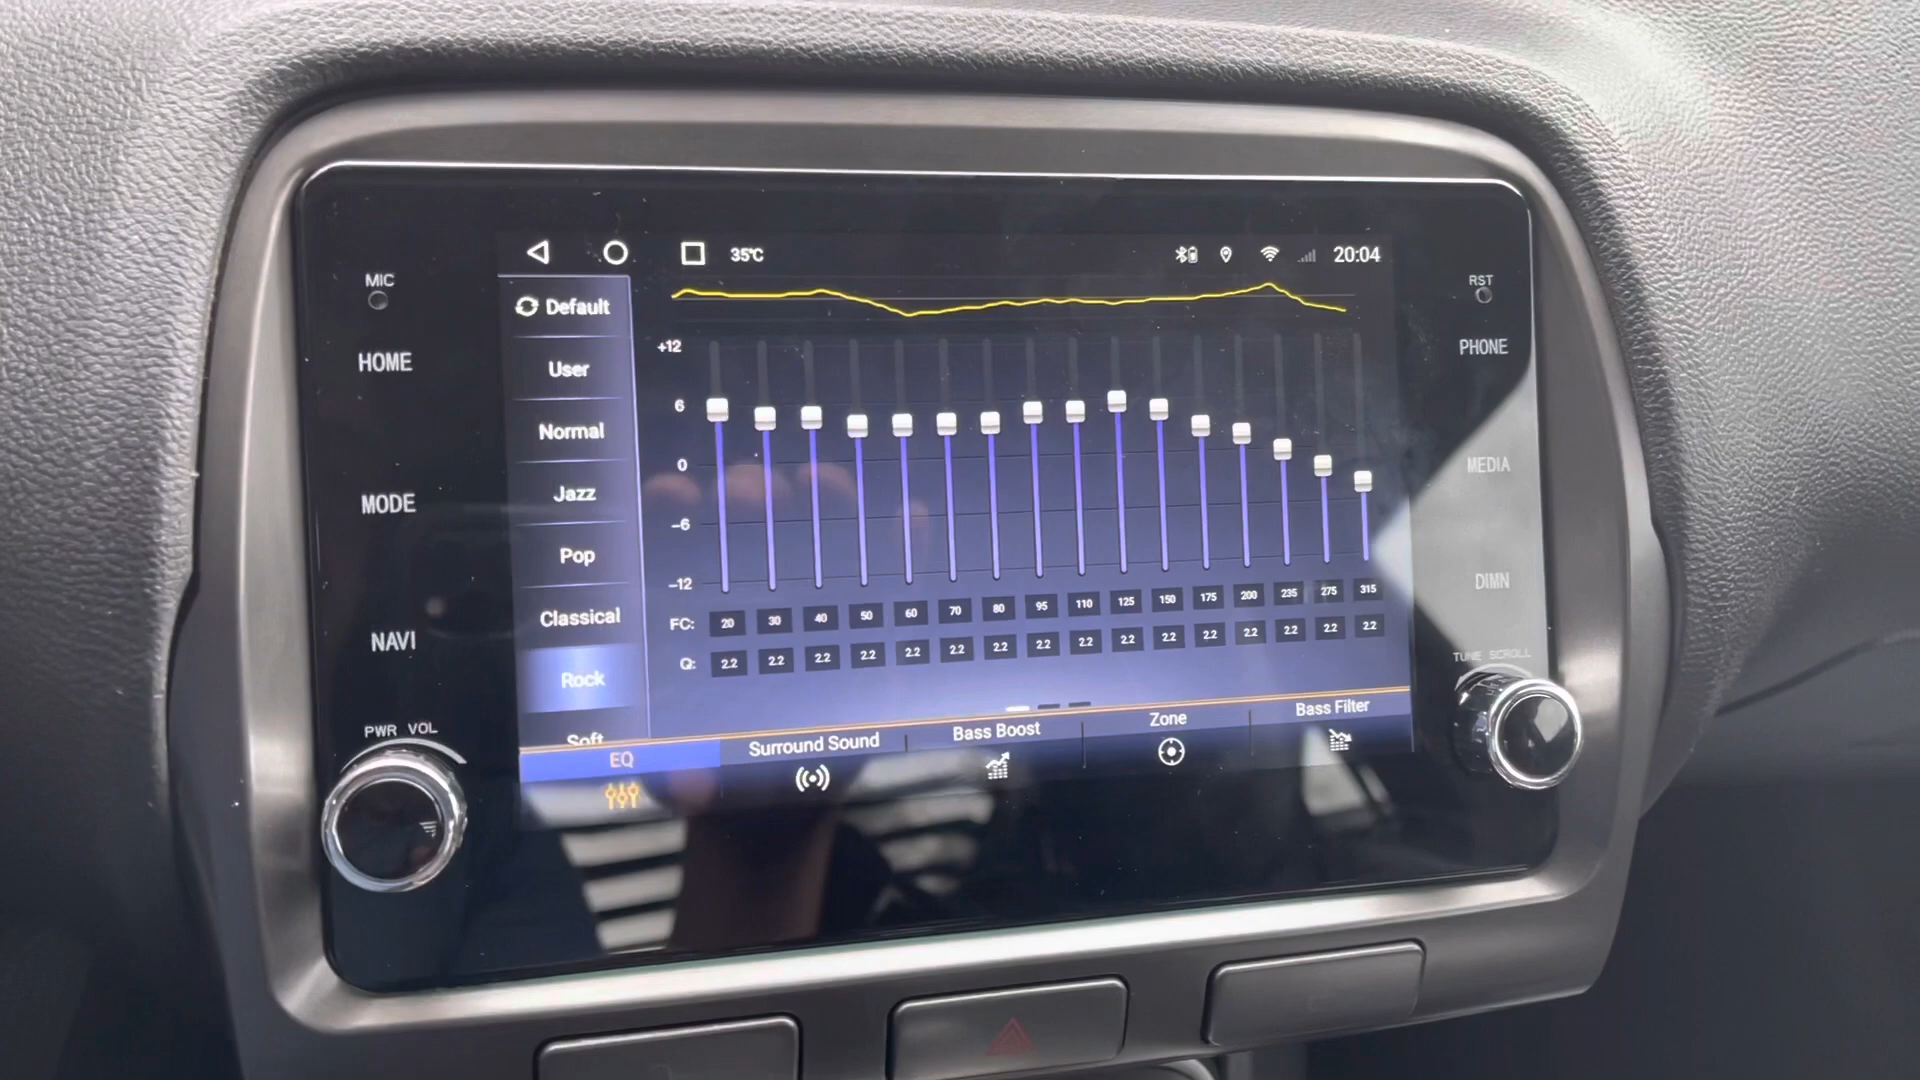 35°C 20:04
MIC
HOME
MODE
NAVI
PWR VOL
Default
User
Normal
Jazz
Pop
Classical
Rock
Soft
+12
6
0
-6
-12
FC: 20 30 40 50 60 70 80 95 110 125 150 175 200 235 275 315
Q: 2.2 2.2 2.2 2.2 2.2 2.2 2.2 2.2 2.2 2.2 2.2 2.2 2.2 2.2 2.2 2.2
EQ
Surround Sound
Bass Boost
Zone
Bass Filter
RST
PHONE
MEDIA
DIMN
TUNE SCROLL